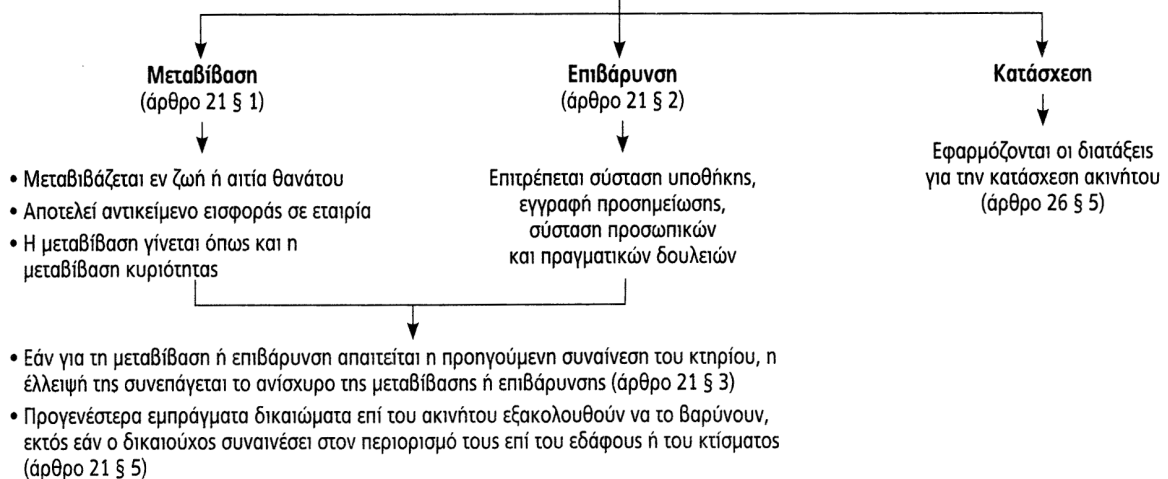 Μεταβίβαση
(άρθρο 21 § 1)
• Μεταβιβάζεται εν ζωή ή αιτία θανάτου
• Αποτελεί αντικείμενο εισφοράς σε εταιρία
• Η μεταβίβαση γίνεται όπως και η
μεταβίβαση κυριότητας
Επιβάρυνση
(άρθρο 21 § 2)
Επιτρέπεται σύσταση υποθήκης,
εγγραφή προσημείωσης,
σύσταση προσωπικών
και πραγματικών δουλειών
Κατάσχεση
Εφαρμόζονται οι διατάξεις
για την κατάσχεση ακινήτου
(άρθρο 26 § 5)
• Εάν για τη μεταβίβαση ή επιβάρυνση απαιτείται η προηγούμενη συναίνεση του κτηρίου, η
έλλειψή της συνεπάγεται το ανίσχυρο της μεταβίβασης ή επιβάρυνσης (άρθρο 21 § 3)
• Προγενέστερα εμπράγματα δικαιώματα επί του ακινήτου εξακολουθούν να το βαρύνουν,
εκτός εάν ο δικαιούχος συναινέσει στον περιορισμό τους επί του εδάφους ή του κτίσματος
(άρθρο 21 § 5)